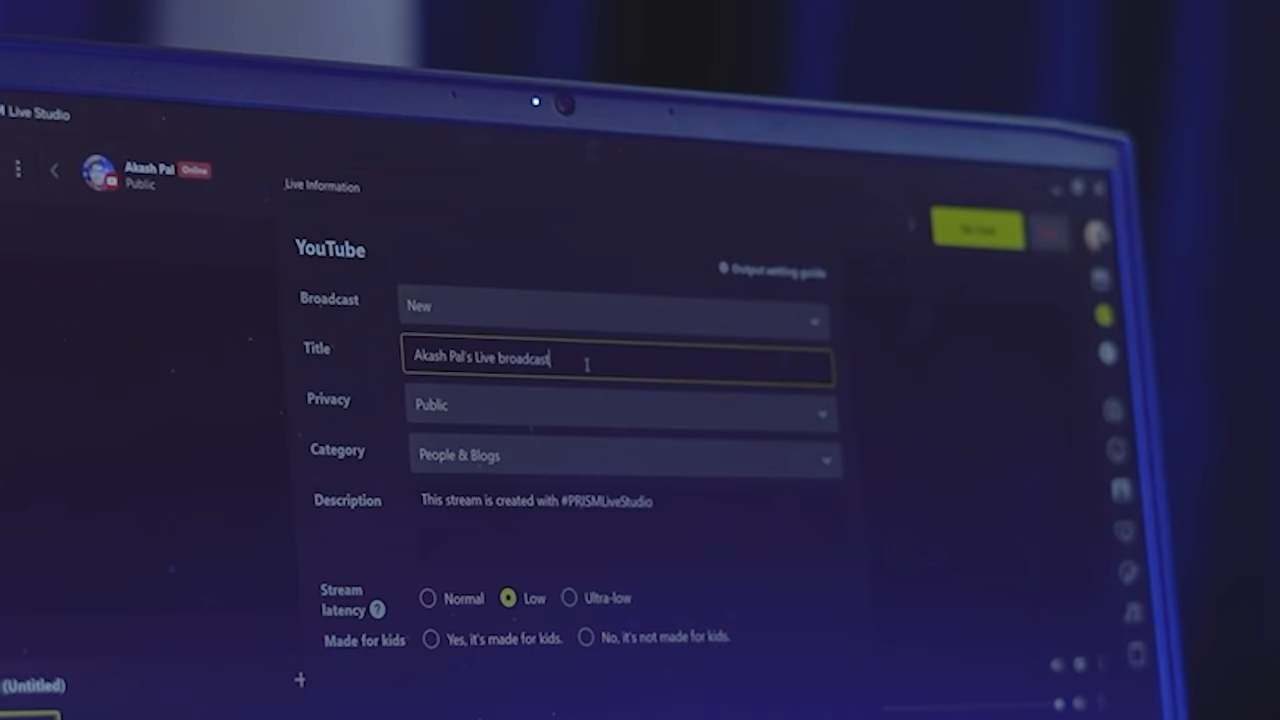 M Live Studio
Akash Pal Online
Public
Live Information
YouTube
Output setting guide
Broadcast
New
Title
Akash Pal's Live broadcast
Privacy
Public
Category
People & Blogs
Description
This stream is created with #PRISMLiveStudio
Stream
latency ?
Normal
Low
Ultra-low
Made for kids
Yes, it's made for kids.
No, it's not made for kids.
(Untitled)